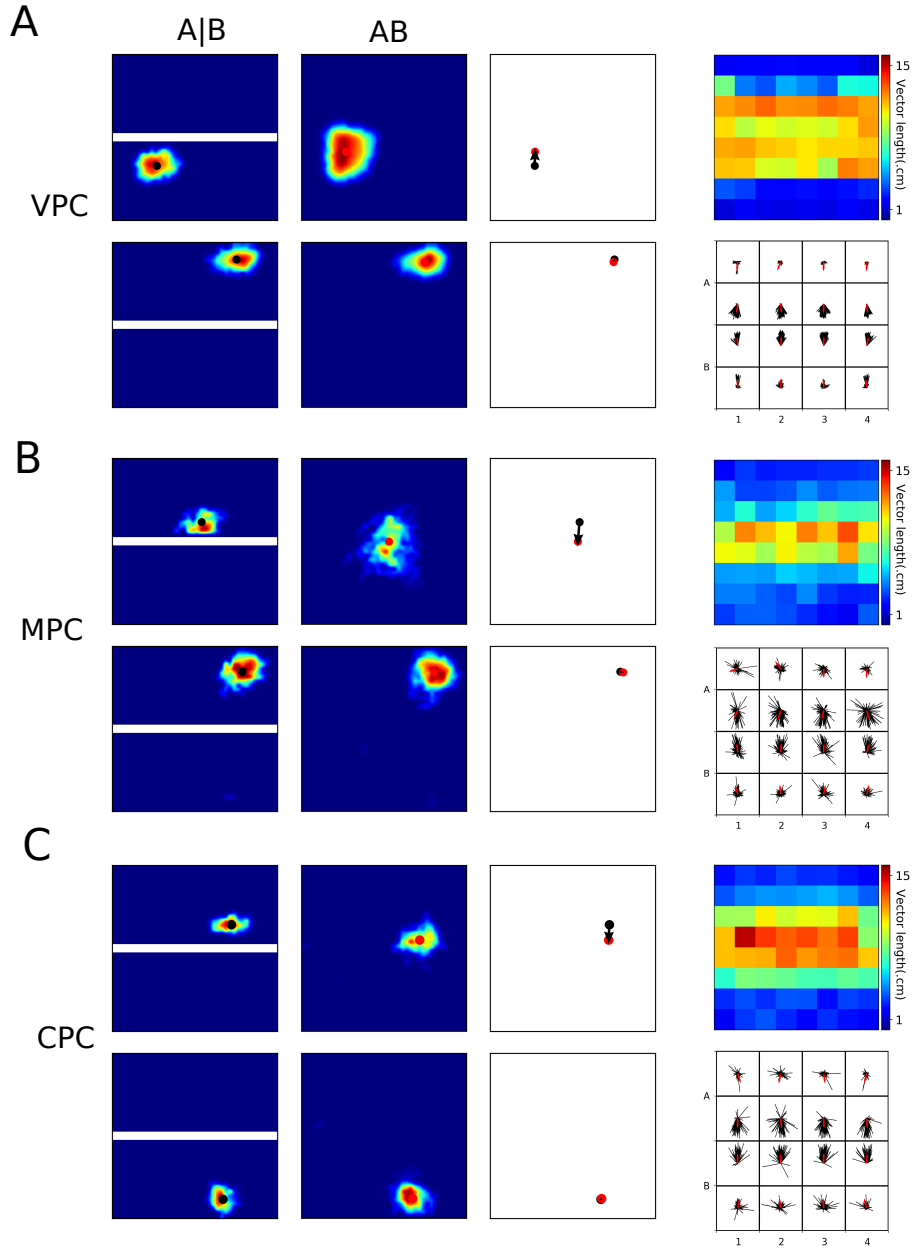 A
A|B
AB
VPC
15
Vector length(.cm)
1
A
B
1 2 3 4
B
MPC
15
Vector length(.cm)
1
A
B
1 2 3 4
C
CPC
15
Vector length(.cm)
1
A
B
1 2 3 4